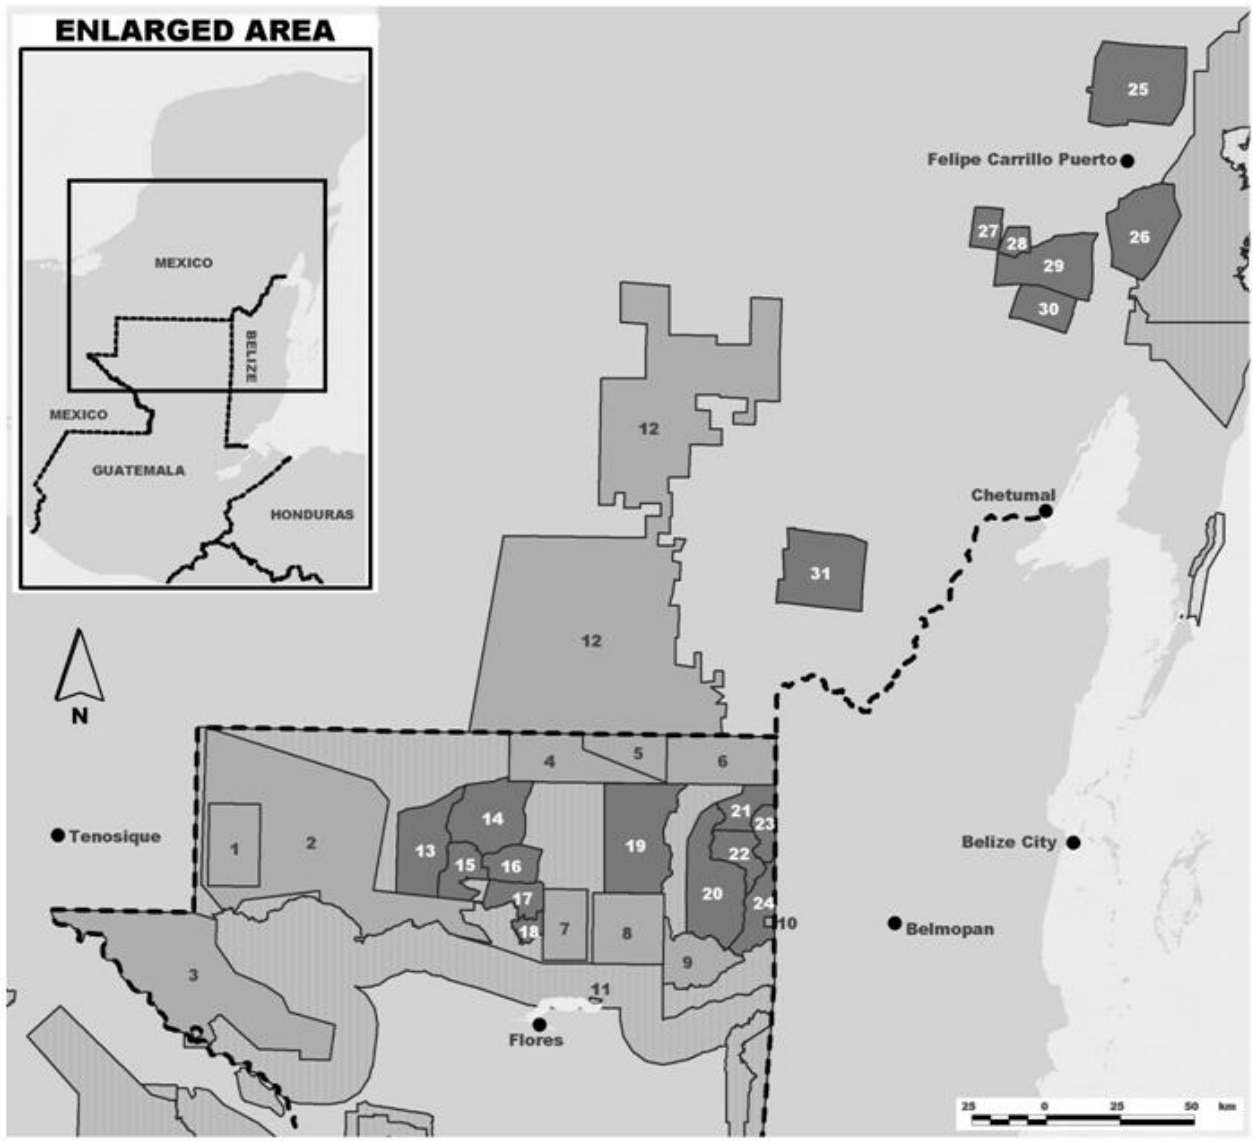 ENLARGED AREA
MEXICO
BELIZE
MEXICO
GUATEMALA
HONDURAS
N
25
Felipe Carrillo Puerto
26
27
28
29
30
12
Chetumal
31
12
4
5
6
Tenosique
1
2
14
13
15
16
17
18
19
21
23
22
20
24
10
Belize City
Belmopan
7
8
9
3
11
Flores
25 0 25 50 km